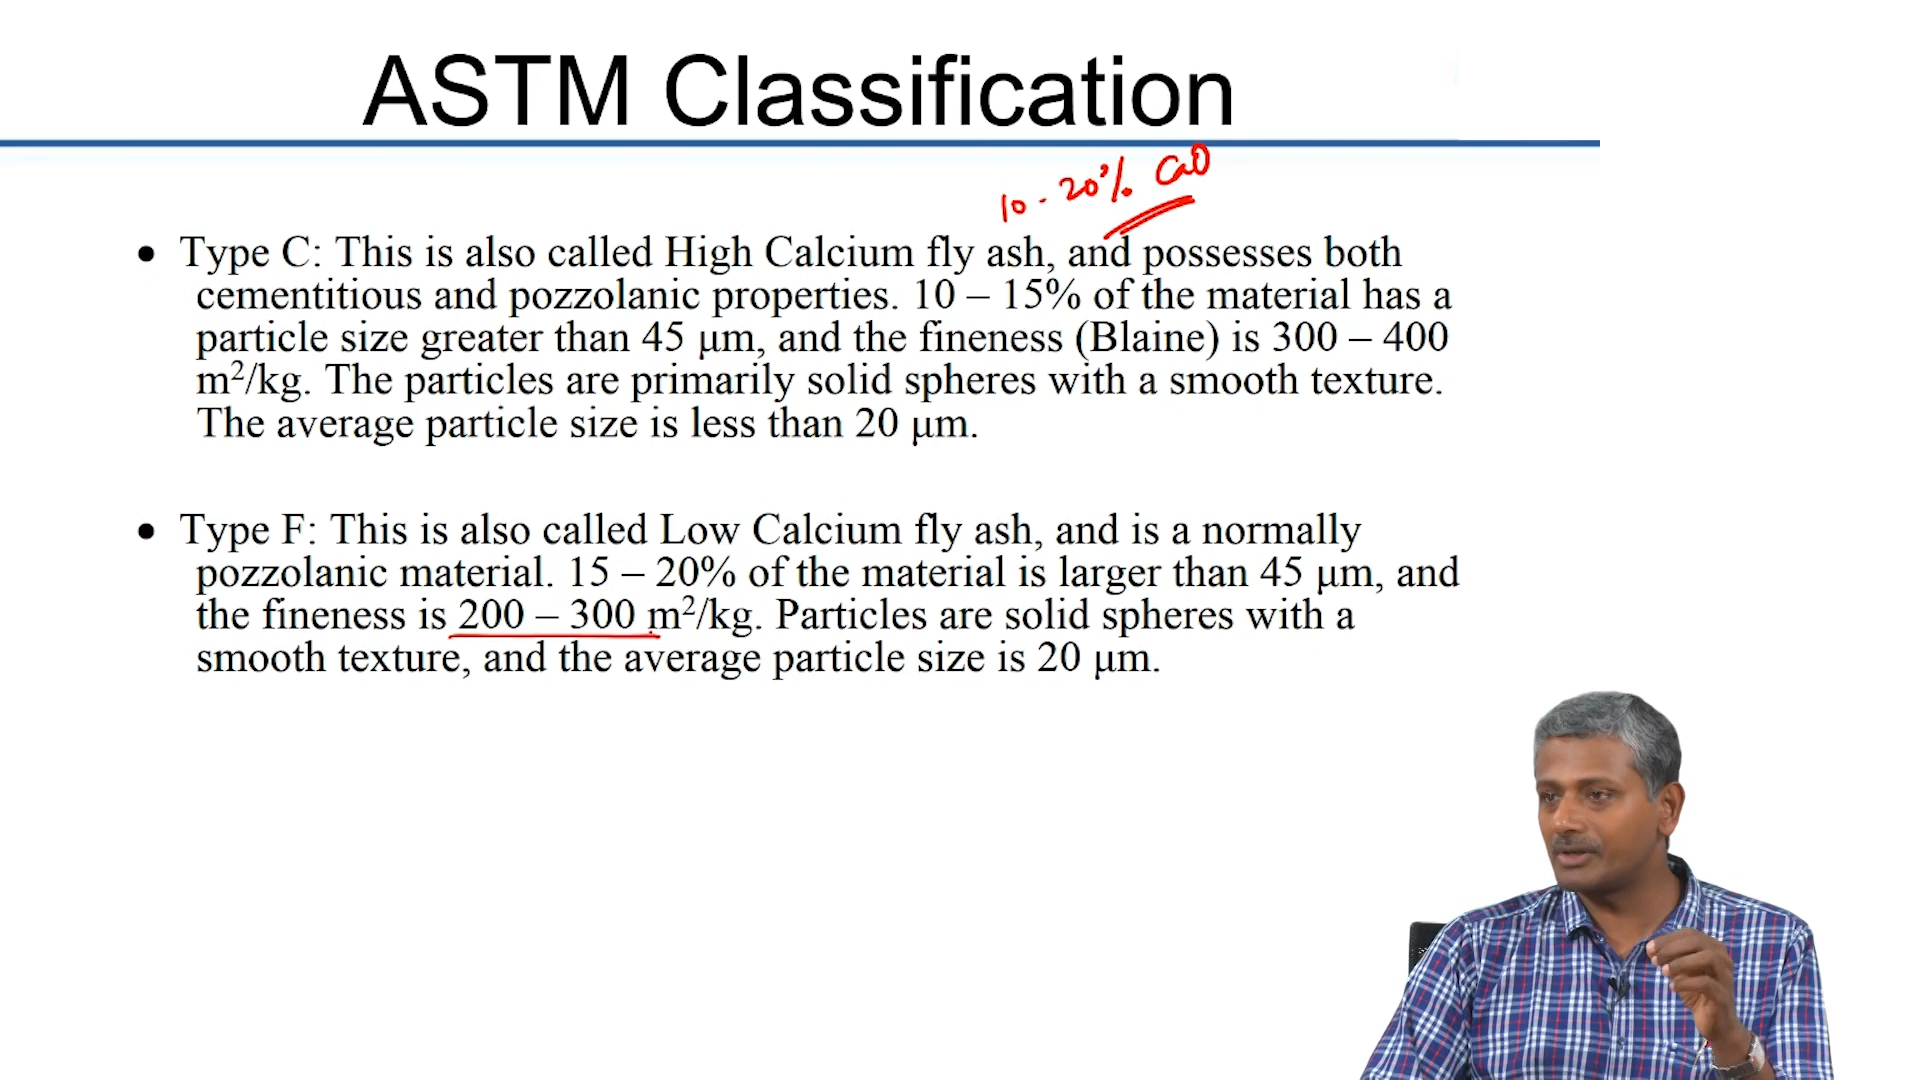 ASTM Classification
10 - 20% CaO
• Type C: This is also called High Calcium fly ash, and possesses both
cementitious and pozzolanic properties. 10 – 15% of the material has a
particle size greater than 45 μm, and the fineness (Blaine) is 300 – 400
m²/kg. The particles are primarily solid spheres with a smooth texture.
The average particle size is less than 20 μm.
• Type F: This is also called Low Calcium fly ash, and is a normally
pozzolanic material. 15 – 20% of the material is larger than 45 μm, and
the fineness is 200 – 300 m²/kg. Particles are solid spheres with a
smooth texture, and the average particle size is 20 μm.